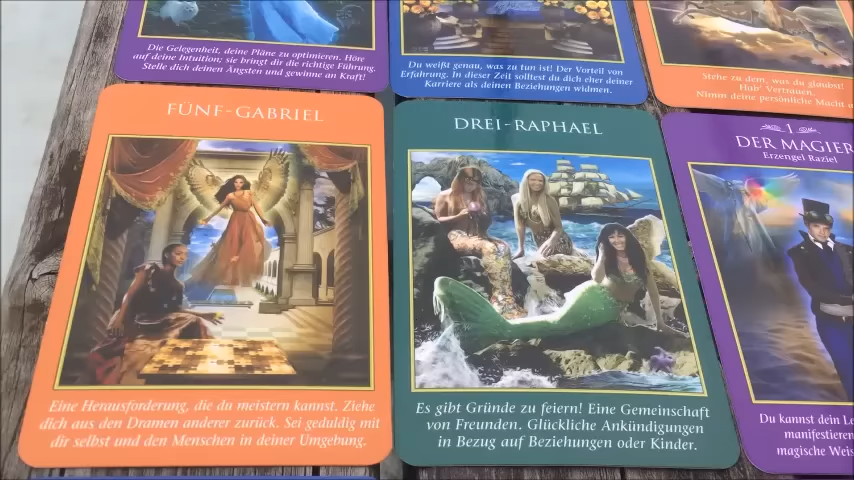 Die Gelegenheit, deine Pläne zu optimieren. Höre
auf deine Intuition; sie bringt dir die richtige Führung.
Stelle dich deinen Ängsten und gewinne an Kraft!
Du weißt genau, was zu tun ist! Der Vorteil von
Erfahrung. In dieser Zeit solltest du dich eher deiner
Karriere als deinen Beziehungen widmen.
Stehe zu dem, was du glaubst!
Hab' Vertrauen.
Nimm deine persönliche Macht a
FÜNF-GABRIEL
Eine Herausforderung, die du meistern kannst. Ziehe
dich aus den Dramen anderer zurück. Sei geduldig mit
dir selbst und den Menschen in deiner Umgebung.
DREI-RAPHAEL
Es gibt Gründe zu feiern! Eine Gemeinschaft
von Freunden. Glückliche Ankündigungen
in Bezug auf Beziehungen oder Kinder.
I
DER MAGIER
Erzengel Raziel
Du kannst dein Le
manifestieren
magische Weis